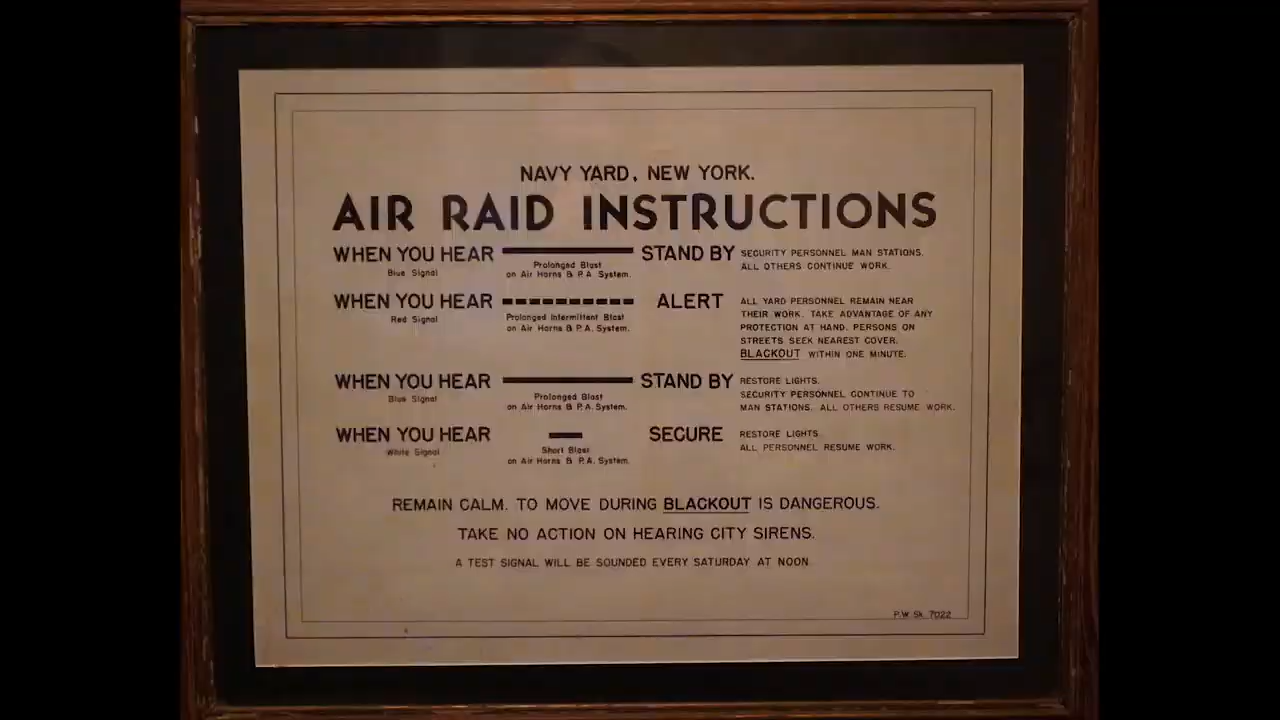 NAVY YARD, NEW YORK.
AIR RAID INSTRUCTIONS
WHEN YOU HEAR STAND BY SECURITY PERSONNEL MAN STATIONS.
Blue Signal Prolonged Blast ALL OTHERS CONTINUE WORK.
on Air Horns & P.A. System.
WHEN YOU HEAR ALERT ALL YARD PERSONNEL REMAIN NEAR
Red Signal Prolonged Intermittent Blast THEIR WORK. TAKE ADVANTAGE OF ANY
on Air Horns & P.A. System. PROTECTION AT HAND. PERSONS ON
STREETS SEEK NEAREST COVER.
BLACKOUT WITHIN ONE MINUTE.
WHEN YOU HEAR STAND BY RESTORE LIGHTS.
Blue Signal Prolonged Blast SECURITY PERSONNEL CONTINUE TO
on Air Horns & P.A. System. MAN STATIONS. ALL OTHERS RESUME WORK.
WHEN YOU HEAR SECURE RESTORE LIGHTS.
White Signal Short Blast ALL PERSONNEL RESUME WORK.
on Air Horns & P.A. System.
REMAIN CALM. TO MOVE DURING BLACKOUT IS DANGEROUS.
TAKE NO ACTION ON HEARING CITY SIRENS.
A TEST SIGNAL WILL BE SOUNDED EVERY SATURDAY AT NOON.
P.W. Sk. 7022